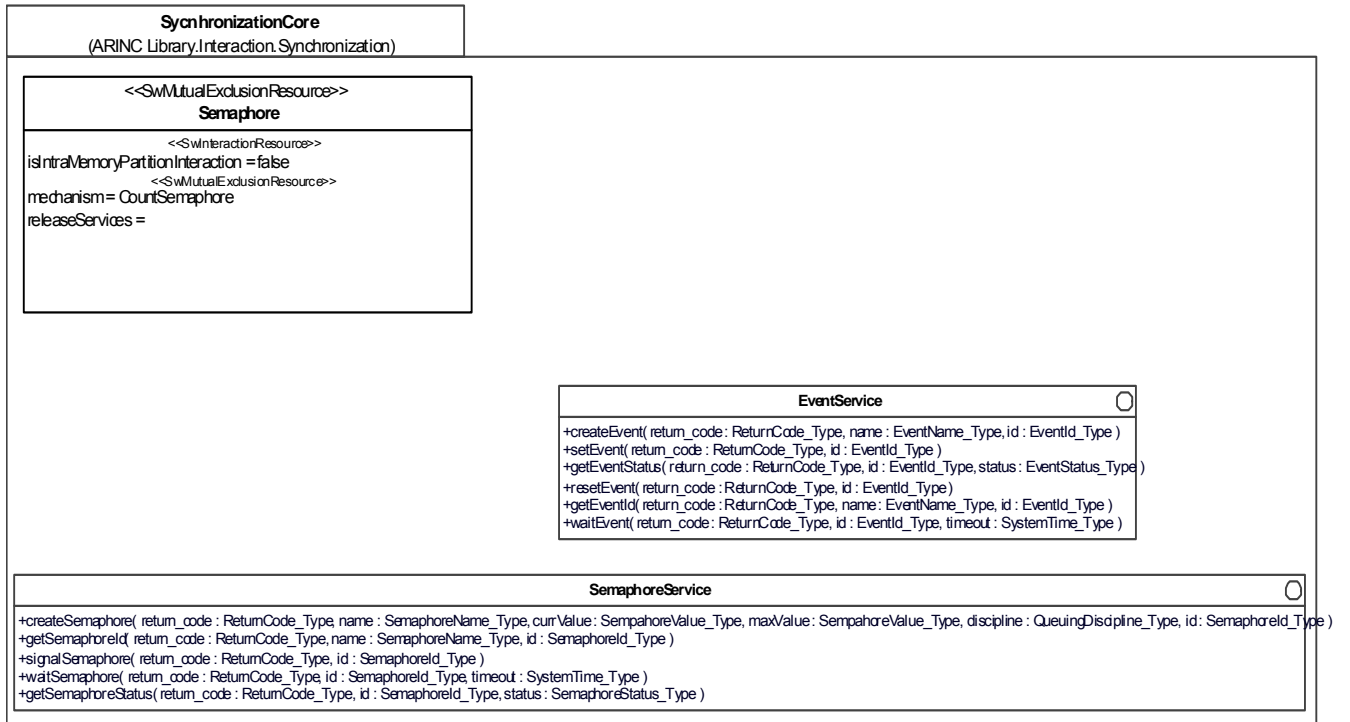 SycnhronizationCore
(ARINC Library.Interaction.Synchronization)
<<SwMutualExclusionResource>>
Semaphore
<<SwInteractionResource>>
isIntraMemoryPartitionInteraction = false
<<SwMutualExclusionResource>>
mechanism = CountSemaphore
releaseServices =
EventService
+createEvent( return_code : ReturnCode_Type, name : EventName_Type, id : EventId_Type )
+setEvent( return_code : ReturnCode_Type, id : EventId_Type )
+getEventStatus( return_code : ReturnCode_Type, id : EventId_Type, status : EventStatus_Type )
+resetEvent( return_code : ReturnCode_Type, id : EventId_Type )
+getEventId( return_code : ReturnCode_Type, name : EventName_Type, id : EventId_Type )
+waitEvent( return_code : ReturnCode_Type, id : EventId_Type, timeout : SystemTime_Type )
SemaphoreService
+createSemaphore( return_code : ReturnCode_Type, name : SemaphoreName_Type, currValue : SempahoreValue_Type, maxValue : SempahoreValue_Type, discipline : QueuingDiscipline_Type, id : SemaphoreId_Type )
+getSemaphoreId( return_code : ReturnCode_Type, name : SemaphoreName_Type, id : SemaphoreId_Type )
+signalSemaphore( return_code : ReturnCode_Type, id : SemaphoreId_Type )
+waitSemaphore( return_code : ReturnCode_Type, id : SemaphoreId_Type, timeout : SystemTime_Type )
+getSemaphoreStatus( return_code : ReturnCode_Type, id : SemaphoreId_Type, status : SemaphoreStatus_Type )